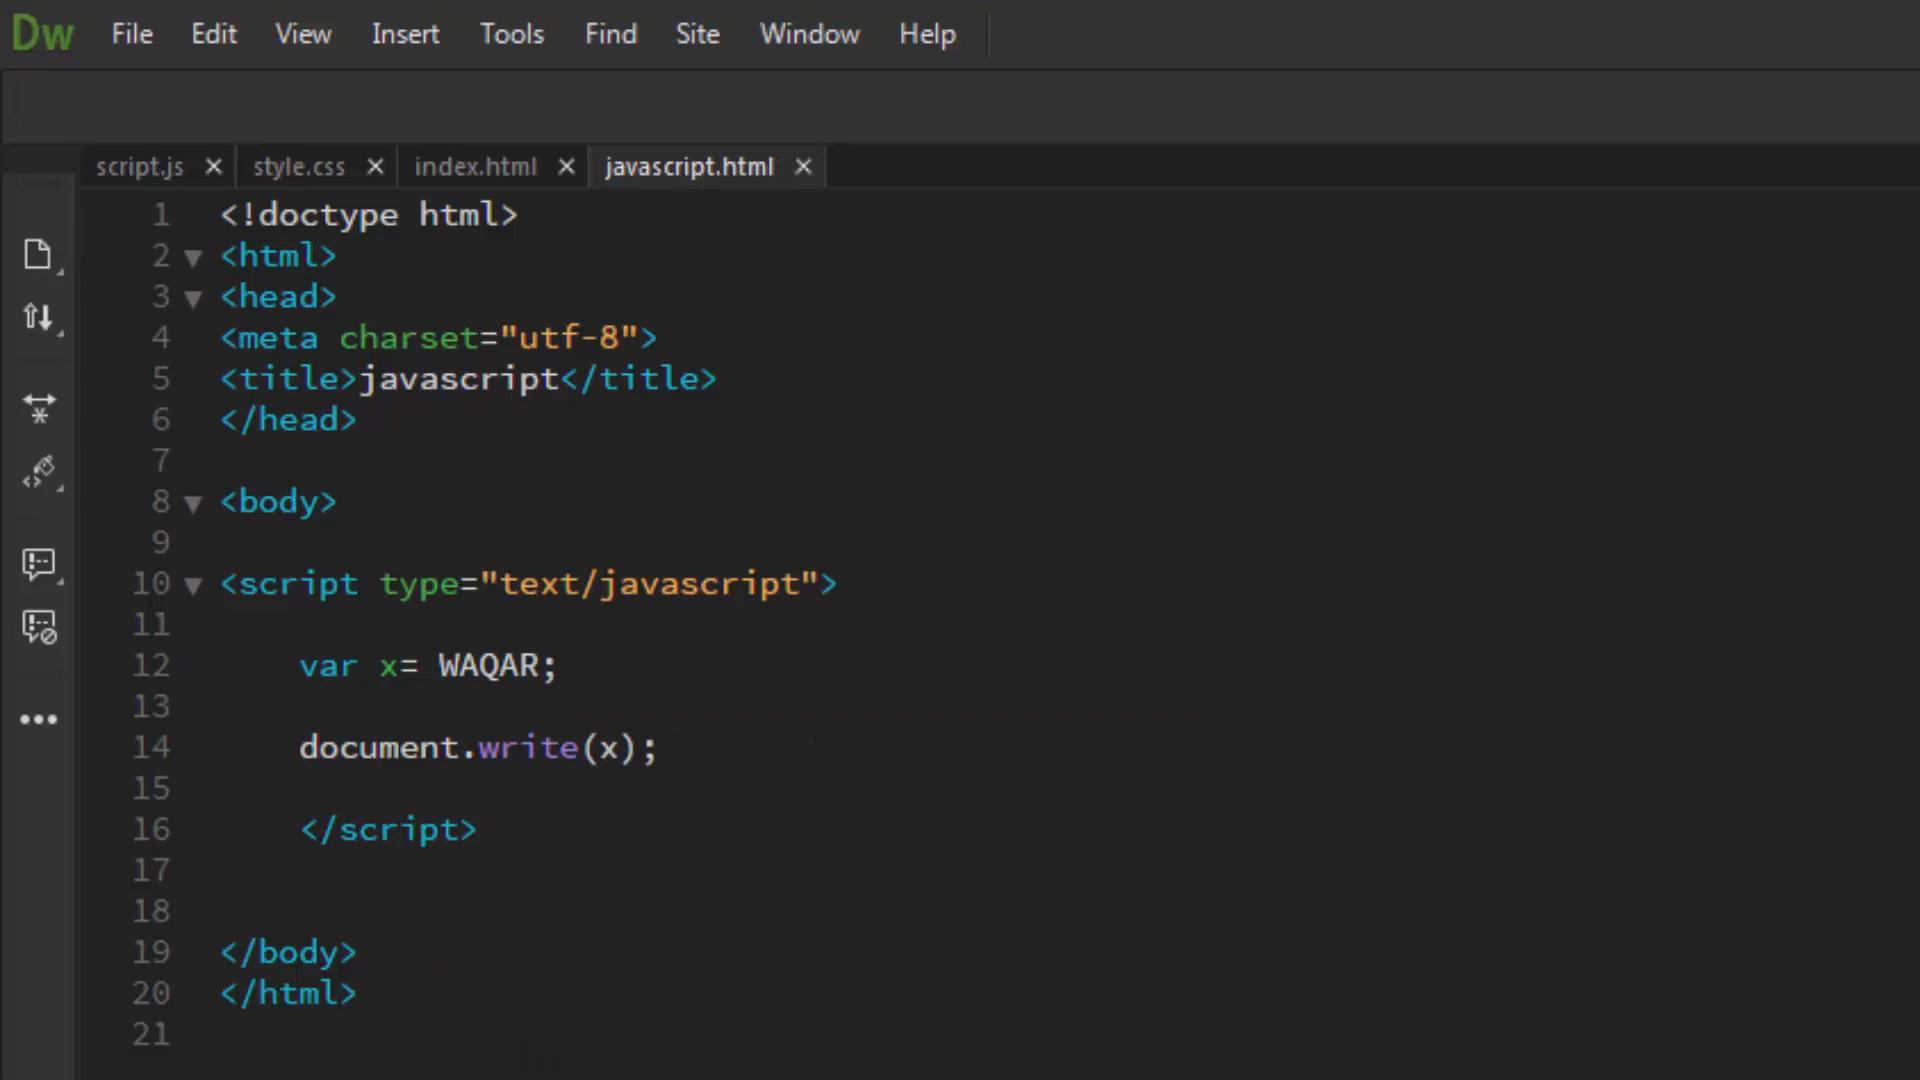 Dw File Edit View Insert Tools Find Site Window Help
script.js × style.css × index.html × javascript.html ×
1 <!doctype html>
2 <html>
3 <head>
4 <meta charset="utf-8">
5 <title>javascript</title>
6 </head>
7
8 <body>
9
10 <script type="text/javascript">
11
12 var x= WAQAR;
13
14 document.write(x);
15
16 </script>
17
18
19 </body>
20 </html>
21